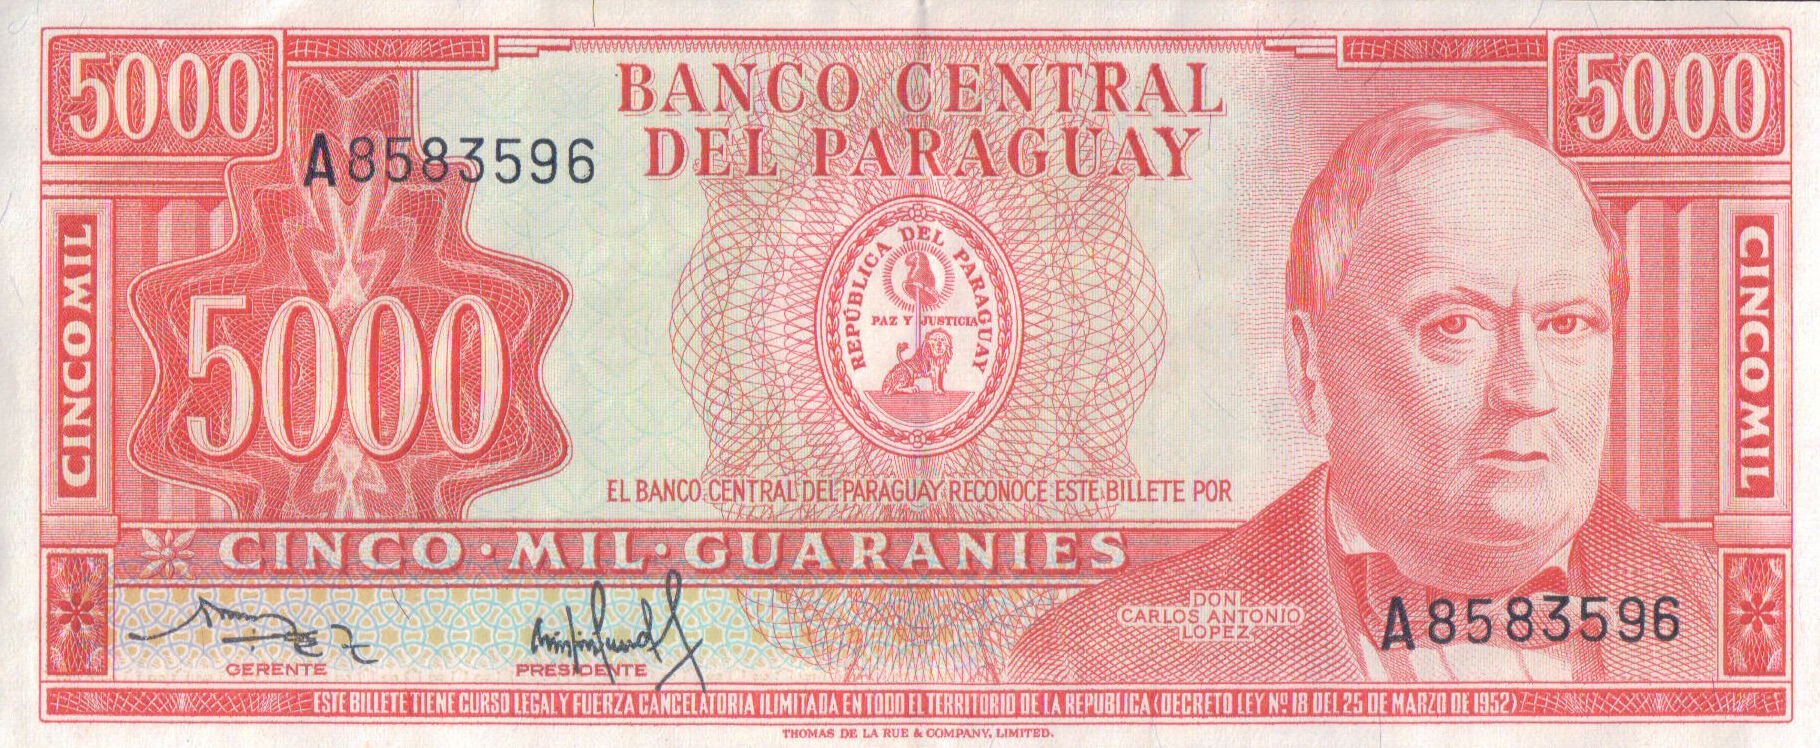 5000
5000
BANCO CENTRAL
DEL PARAGUAY
A8583596
CINCO MIL
CINCO MIL
REPÚBLICA DEL PARAGUAY
PAZ Y JUSTICIA
5000
EL BANCO CENTRAL DEL PARAGUAY RECONOCE ESTE BILLETE POR
CINCO·MIL·GUARANIES
DON
CARLOS ANTONIO
LOPEZ
A8583596
GERENTE
PRESIDENTE
ESTE BILLETE TIENE CURSO LEGAL Y FUERZA CANCELATORIA ILIMITADA EN TODO EL TERRITORIO DE LA REPUBLICA (DECRETO LEY Nº 18 DEL 25 DE MARZO DE 1952)
THOMAS DE LA RUE & COMPANY, LIMITED.